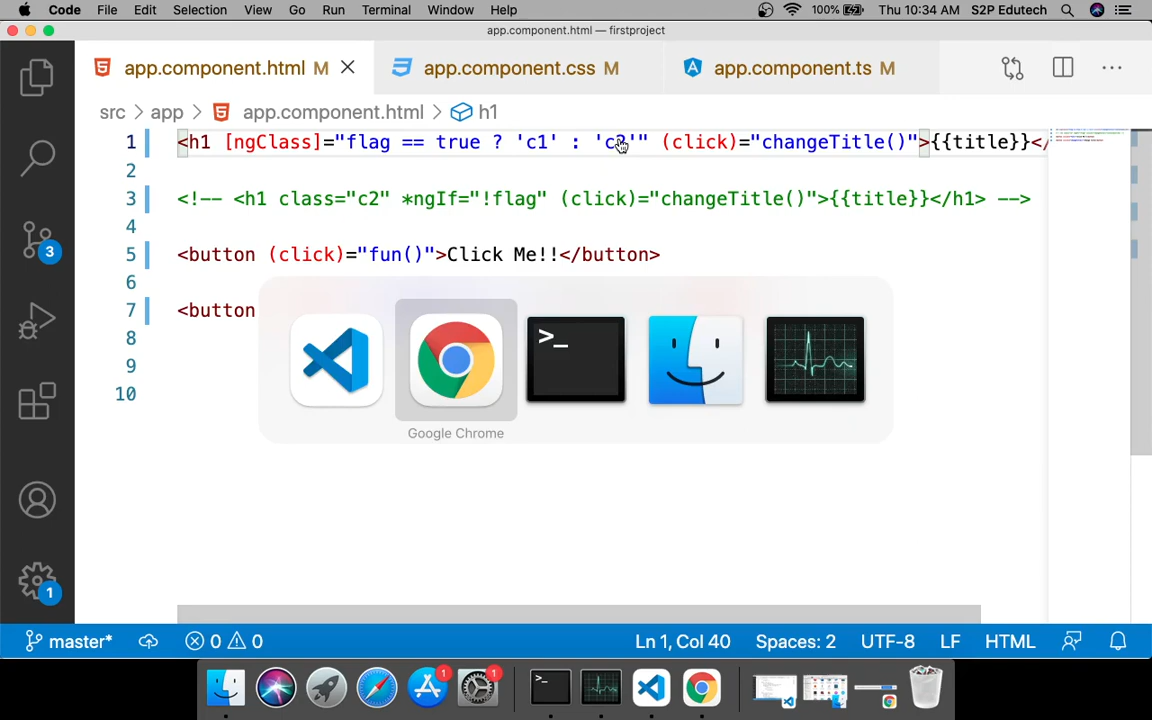 Code File Edit Selection View Go Run Terminal Window Help 100% Thu 10:34 AM S2P Edutech
app.component.html — firstproject
app.component.html M app.component.css M app.component.ts M
src > app > app.component.html > h1
1 <h1 [ngClass]="flag == true ? 'c1' : 'c2'" (click)="changeTitle()">{{title}}</
2
3 <!-- <h1 class="c2" *ngIf="!flag" (click)="changeTitle()">{{title}}</h1> -->
4
5 <button (click)="fun()">Click Me!!</button>
6
7 <button
8
9
10
3
1
>_
Google Chrome
master* 0 0 Ln 1, Col 40 Spaces: 2 UTF-8 LF HTML
1 1 >_